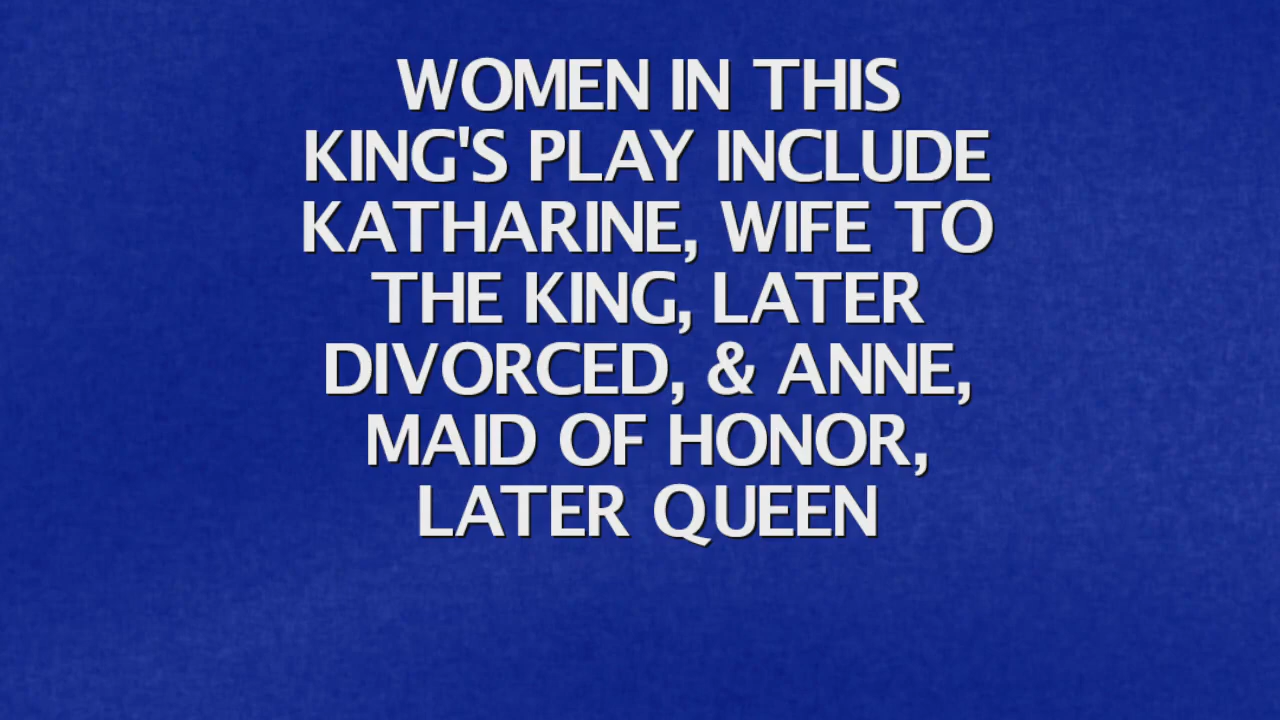 WOMEN IN THIS
KING'S PLAY INCLUDE
KATHARINE, WIFE TO
THE KING, LATER
DIVORCED, & ANNE,
MAID OF HONOR,
LATER QUEEN